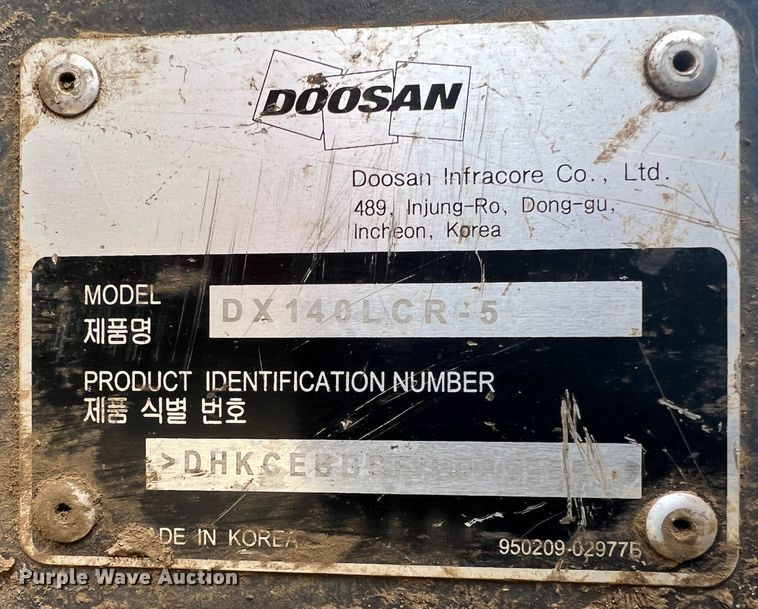 DOOSAN
Doosan Infracore Co., Ltd.
489, Injung-Ro, Dong-gu,
Incheon, Korea
MODEL
DX140LCR-5
제품명
PRODUCT IDENTIFICATION NUMBER
제품 식별 번호
MADE IN KOREA
950209-02977B
Purple Wave Auction